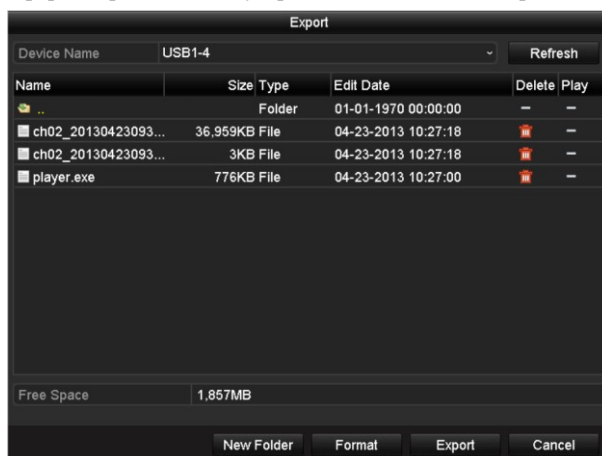 Export
Device Name USB1-4 Refresh
Name Size Type Edit Date Delete Play
.. Folder 01-01-1970 00:00:00 – –
ch02_20130423093... 36,959KB File 04-23-2013 10:27:18 –
ch02_20130423093... 3KB File 04-23-2013 10:27:18 –
player.exe 776KB File 04-23-2013 10:27:00 –
Free Space 1,857MB
New Folder Format Export Cancel